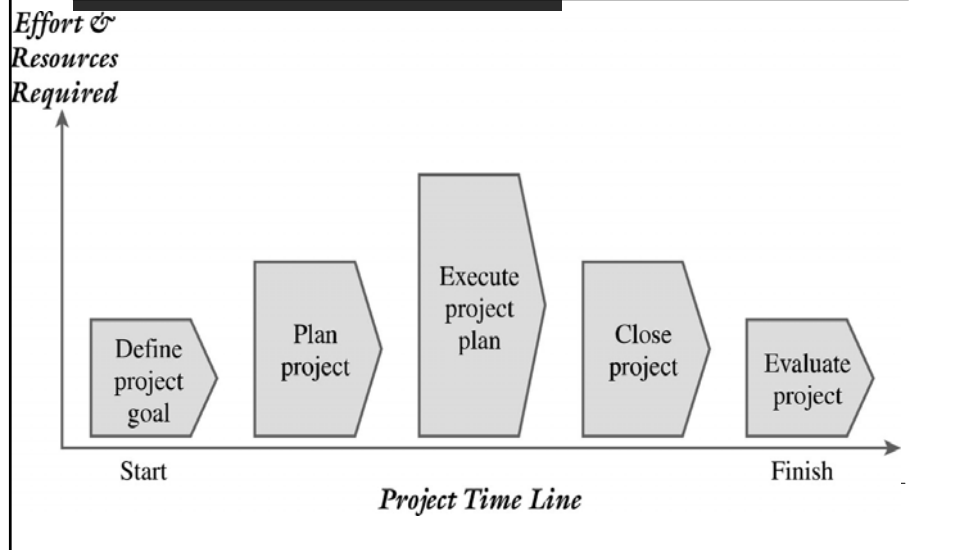 Effort &
Resources
Required
Define
project
goal
Plan
project
Execute
project
plan
Close
project
Evaluate
project
Start
Finish
Project Time Line